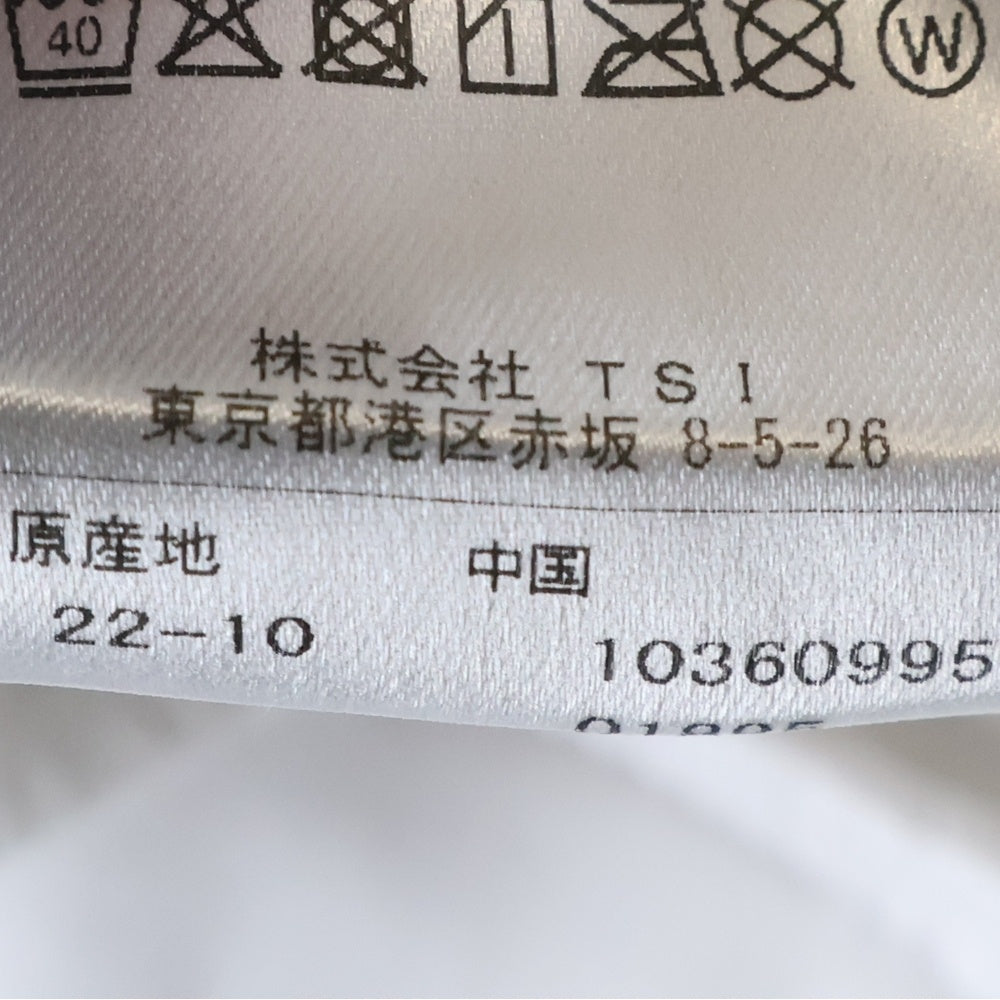 40 W
株式会社 TSI
東京都港区赤坂 8-5-26
原産地 中国
22-10 10360995